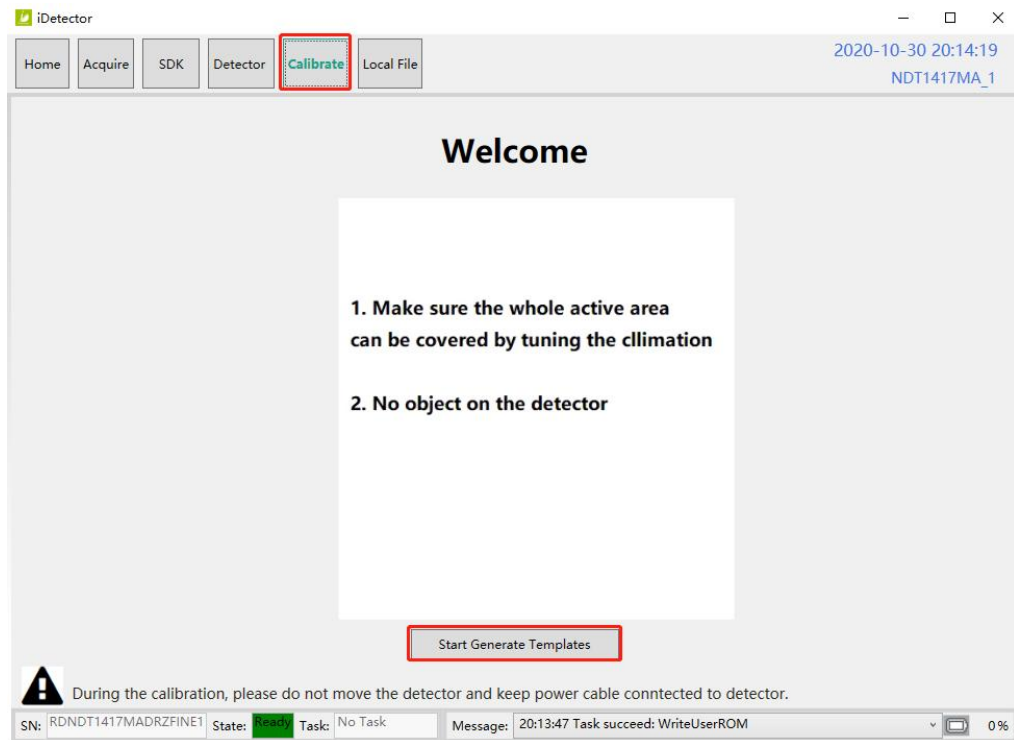 iDetector
Home Acquire SDK Detector Calibrate Local File
2020-10-30 20:14:19
NDT1417MA_1
Welcome
1. Make sure the whole active area
can be covered by tuning the cllimation
2. No object on the detector
Start Generate Templates
During the calibration, please do not move the detector and keep power cable conntected to detector.
SN: RDNDT1417MADRZFINE1 State: Ready Task: No Task Message: 20:13:47 Task succeed: WriteUserROM 0%